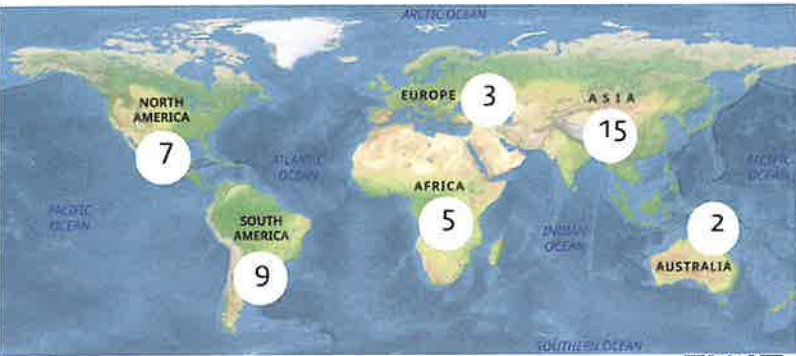 ARCTIC OCEAN
NORTH
AMERICA
7
EUROPE
3
ASIA
15
ATLANTIC
OCEAN
PACIFIC
OCEAN
AFRICA
5
PACIFIC
OCEAN
SOUTH
AMERICA
9
INDIAN
OCEAN
2
AUSTRALIA
SOUTHERN OCEAN